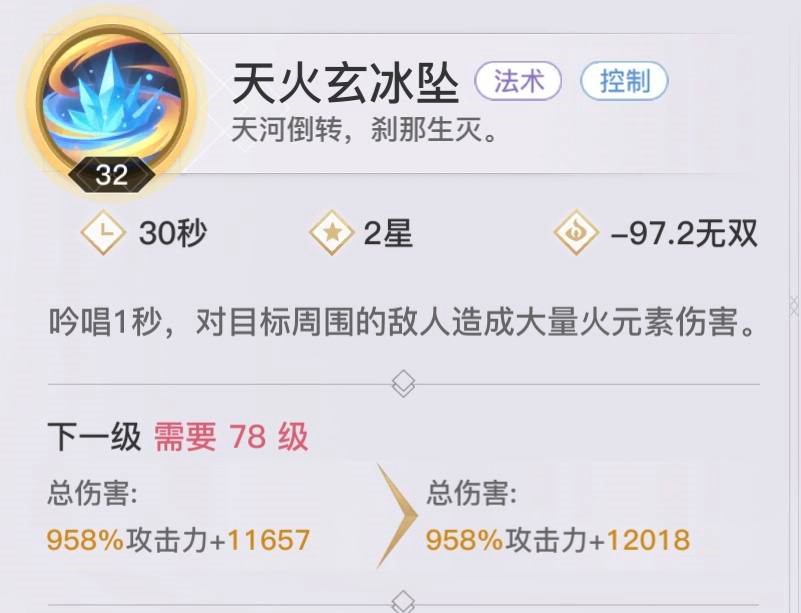 天火玄冰坠 法术 控制
天河倒转，刹那生灭。
32
30秒 2星 -97.2无双
吟唱1秒，对目标周围的敌人造成大量火元素伤害。
下一级 需要 78 级
总伤害: 总伤害:
958%攻击力+11657 958%攻击力+12018